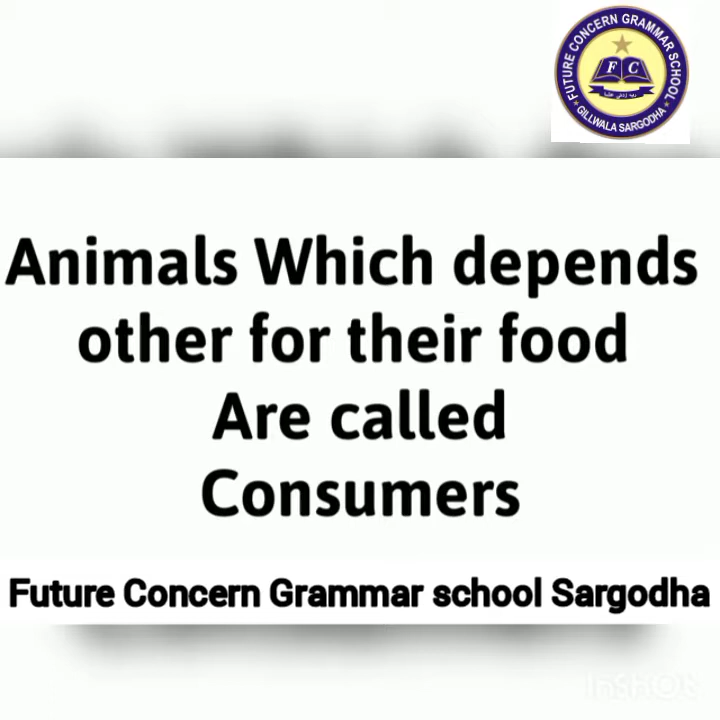 FUTURE CONCERN GRAMMAR SCHOOL
F C
GILLWALA SARGODHA
Animals Which depends
other for their food
Are called
Consumers
Future Concern Grammar school Sargodha
InShOt